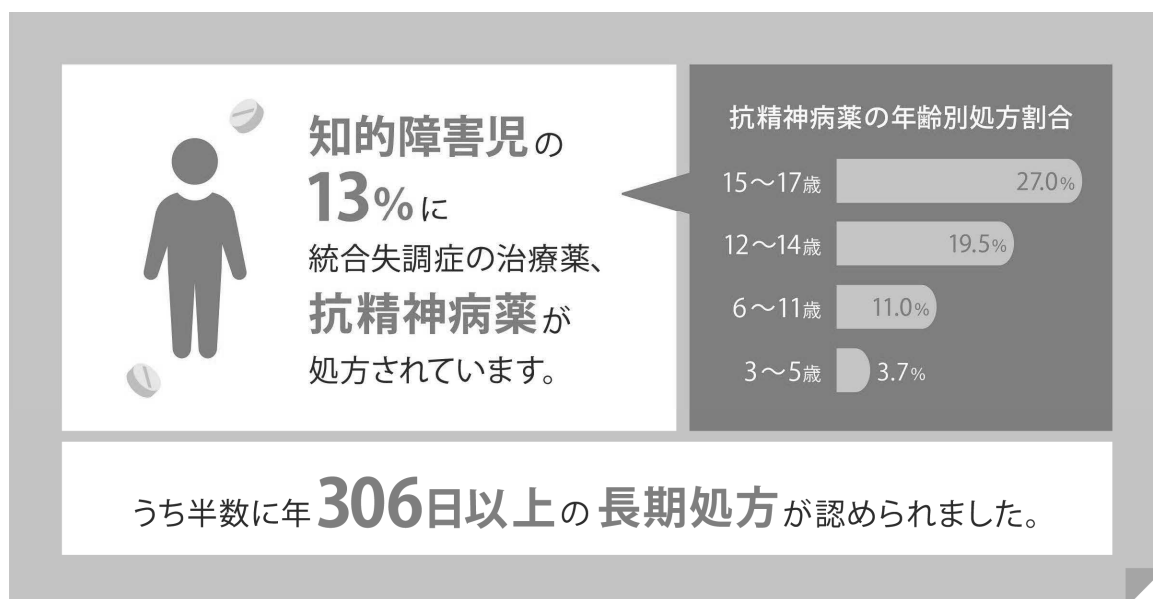 知的障害児の
13%に
統合失調症の治療薬、
抗精神病薬が
処方されています。
抗精神病薬の年齢別処方割合
15〜17歳 27.0%
12〜14歳 19.5%
6〜11歳 11.0%
3〜5歳 3.7%
うち半数に年306日以上の長期処方が認められました。